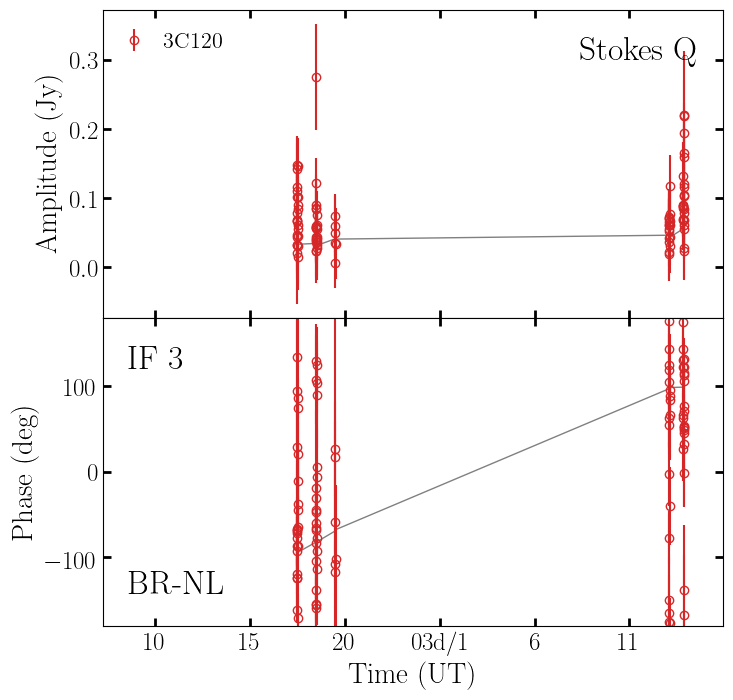 3C120
Stokes Q
Amplitude (Jy)
0.3
0.2
0.1
0.0
IF 3
BR-NL
Phase (deg)
100
0
−100
10 15 20 03d/1 6 11
Time (UT)